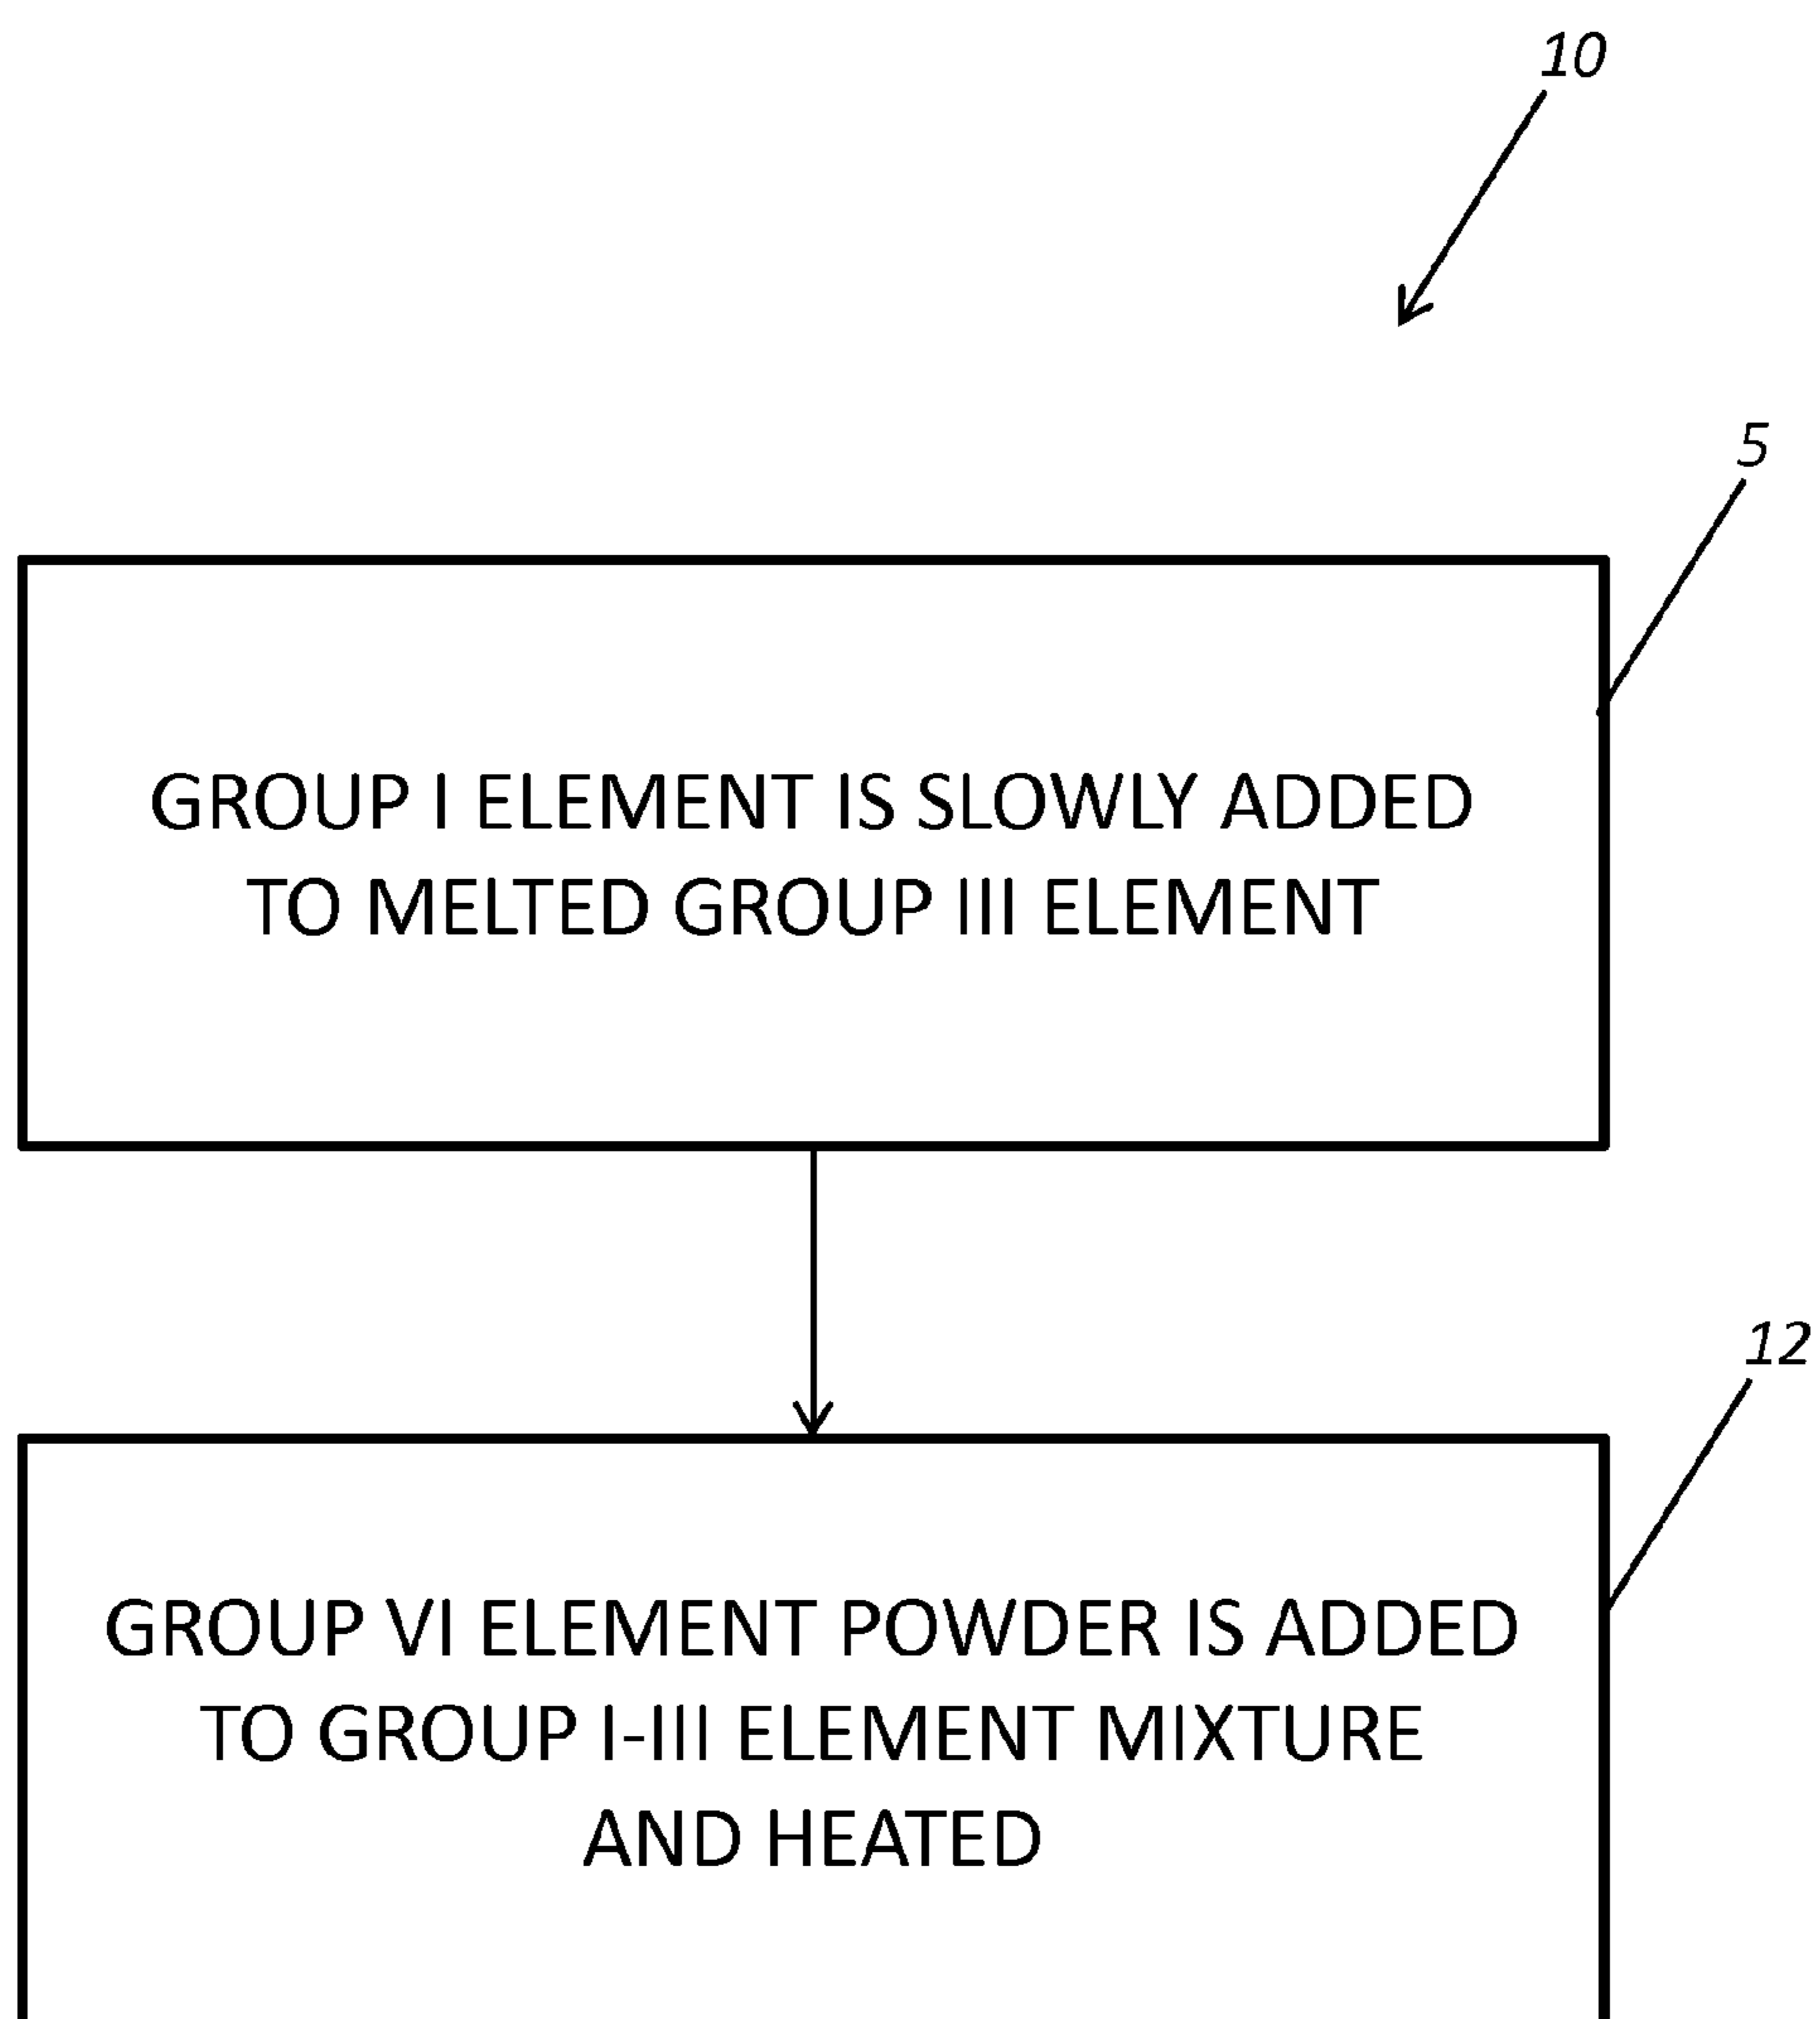 10
5
GROUP I ELEMENT IS SLOWLY ADDED
TO MELTED GROUP III ELEMENT
12
GROUP VI ELEMENT POWDER IS ADDED
TO GROUP I-III ELEMENT MIXTURE
AND HEATED